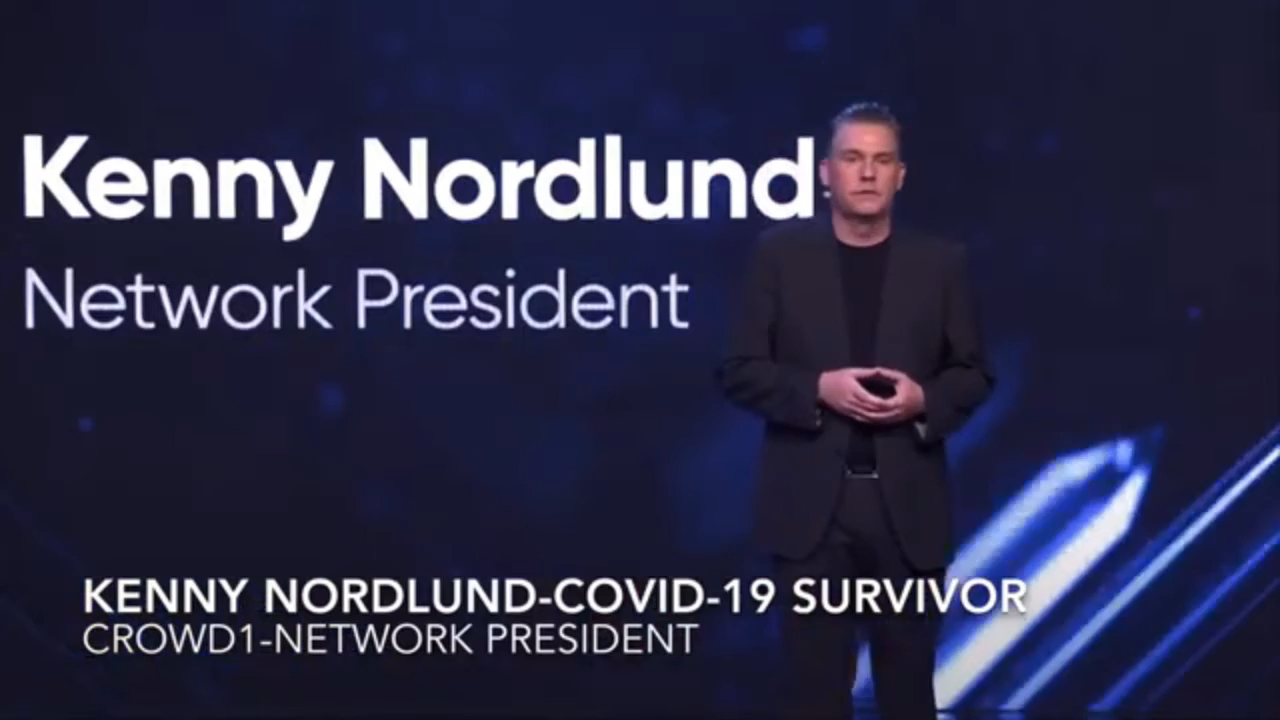 Kenny Nordlund
Network President
KENNY NORDLUND-COVID-19 SURVIVOR
CROWD1-NETWORK PRESIDENT